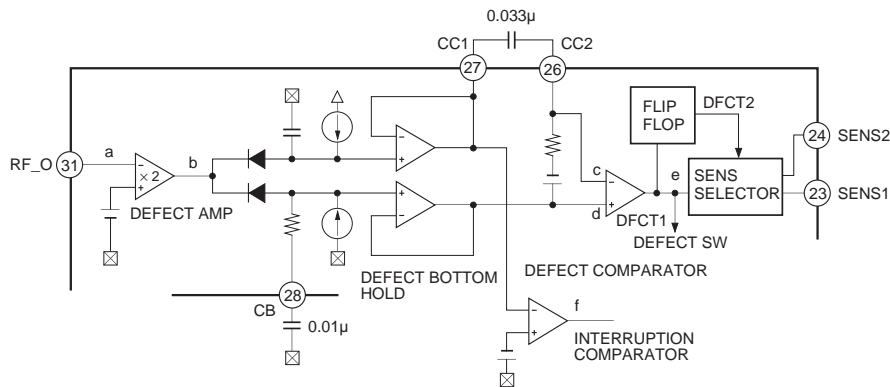 0.033μ
CC1
CC2
27
26
RF_O
31
a
× 2
b
DEFECT AMP
FLIP
FLOP
DFCT2
24
SENS2
SENS
SELECTOR
23
SENS1
c
d
e
DFCT1
DEFECT SW
DEFECT BOTTOM
HOLD
DEFECT COMPARATOR
28
CB
0.01μ
f
INTERRUPTION
COMPARATOR